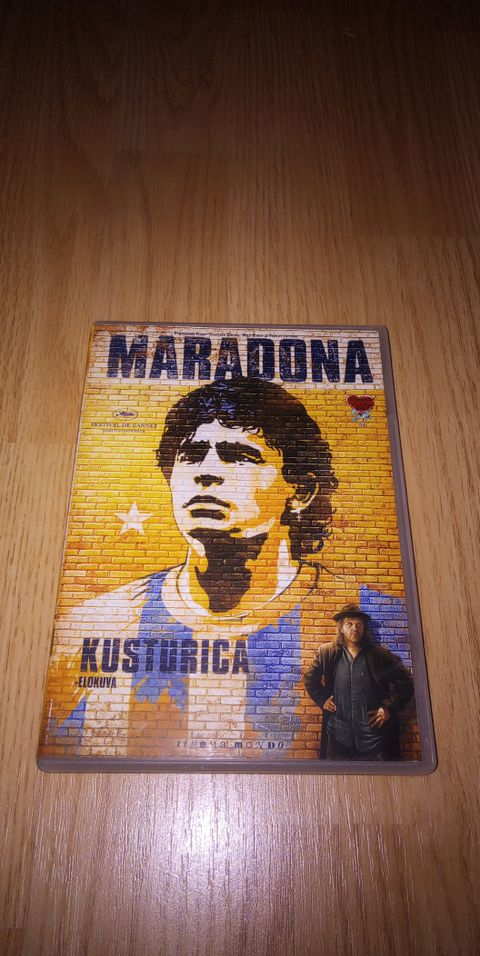 MARADONA
FESTIVAL DE CANNES
KUSTURICA
-ELOKUVA
CINEMA MONDO